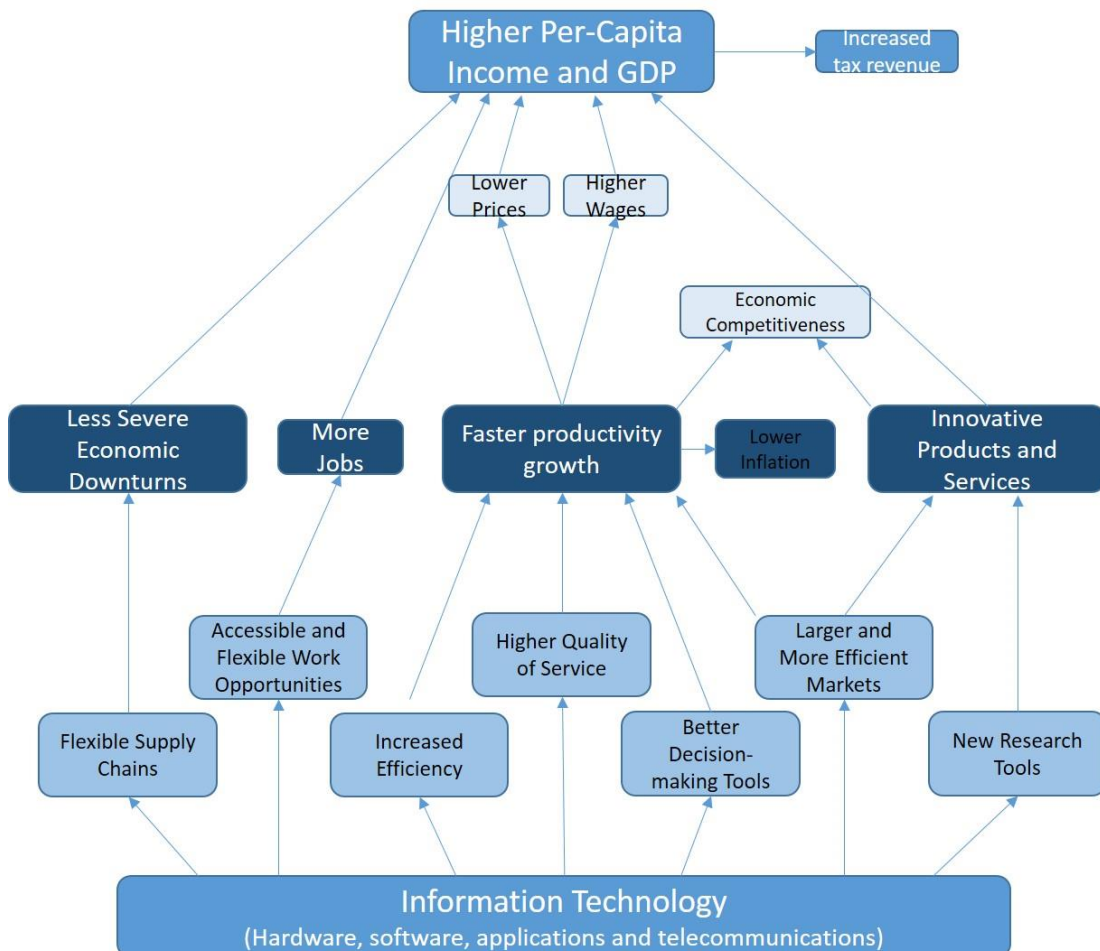 Higher Per-Capita
Income and GDP
Increased
tax revenue
Lower
Prices
Higher
Wages
Economic
Competitiveness
Less Severe
Economic
Downturns
More
Jobs
Faster productivity
growth
Lower
Inflation
Innovative
Products and
Services
Accessible and
Flexible Work
Opportunities
Higher Quality
of Service
Larger and
More Efficient
Markets
Flexible Supply
Chains
Increased
Efficiency
Better
Decision-
making Tools
New Research
Tools
Information Technology
(Hardware, software, applications and telecommunications)